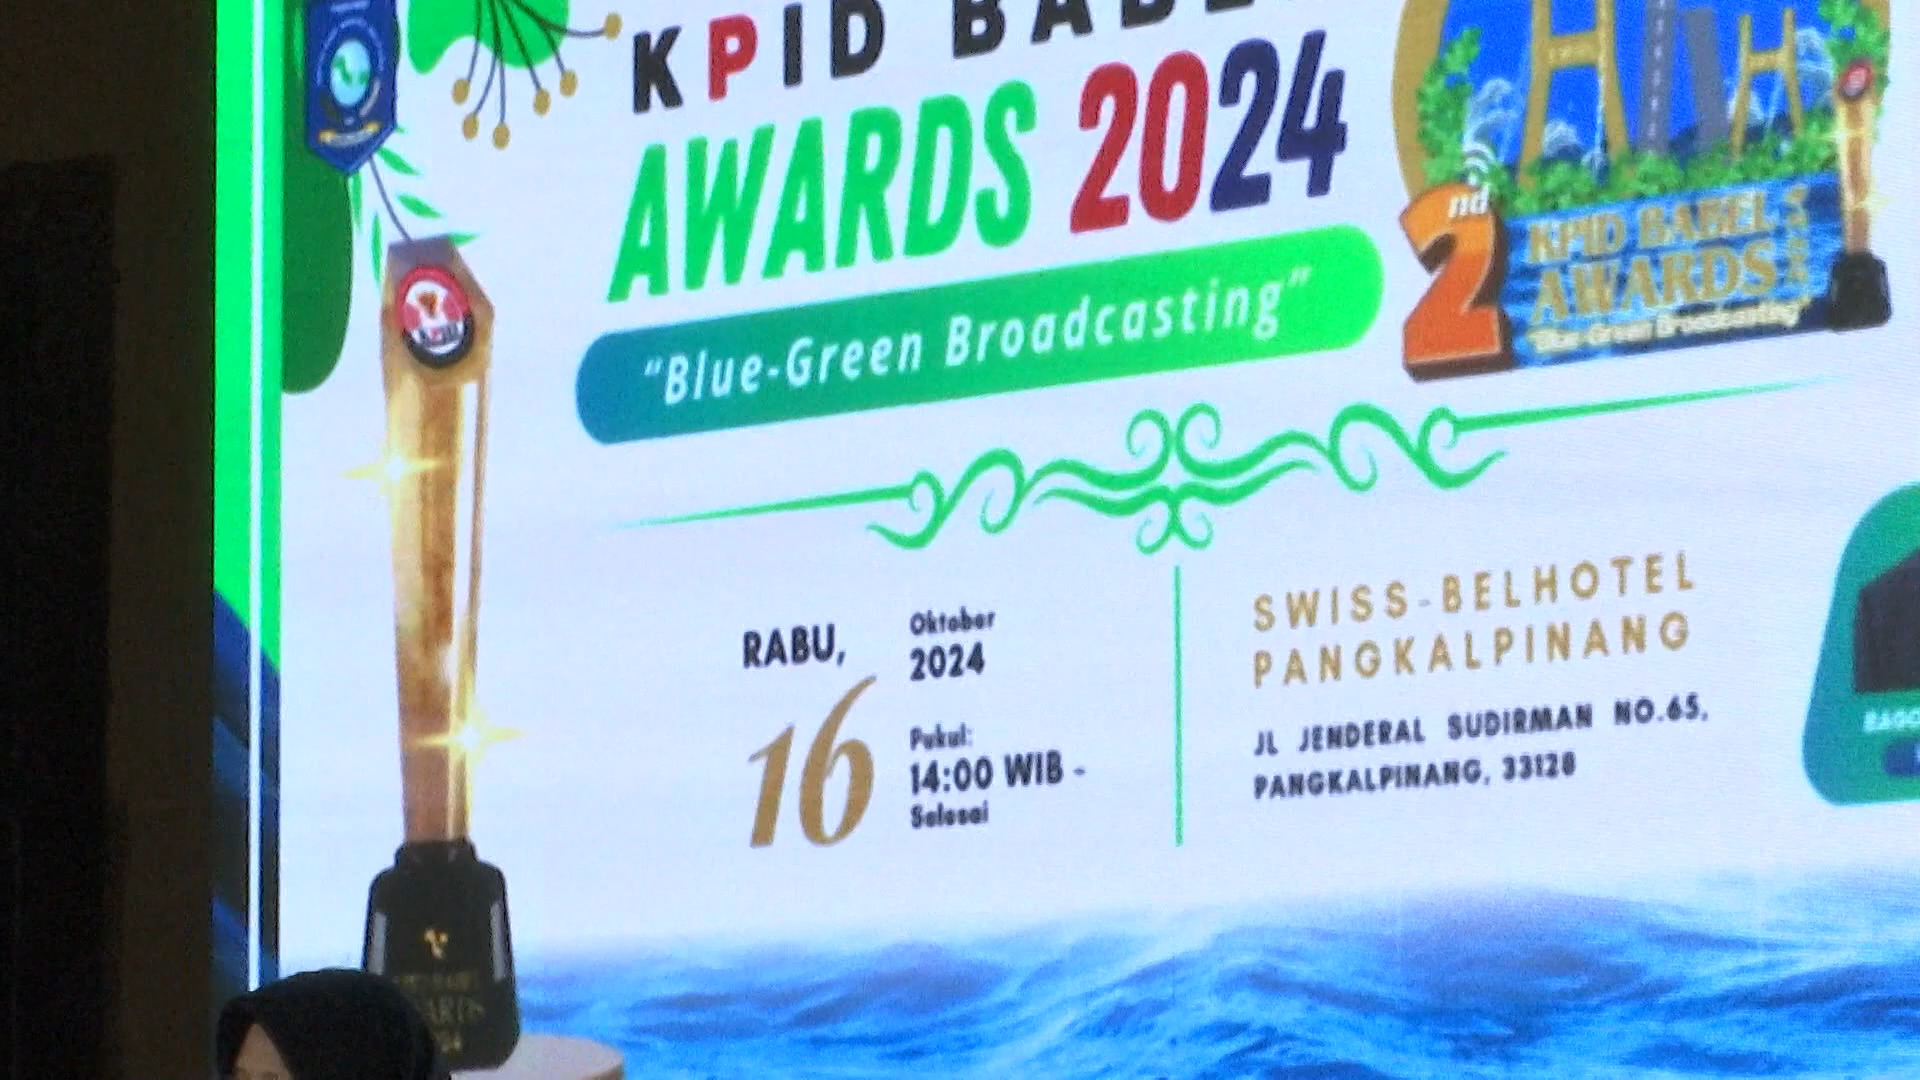 KPID BABEL
AWARDS 2024
"Blue-Green Broadcasting"
2nd
KPID BABEL
AWARDS
"Blue-Green Broadcasting"
RABU,
16
Oktober
2024
Pukul:
14:00 WIB -
Selesai
SWISS-BELHOTEL
PANGKALPINANG
JL JENDERAL SUDIRMAN NO.65,
PANGKALPINANG, 33128